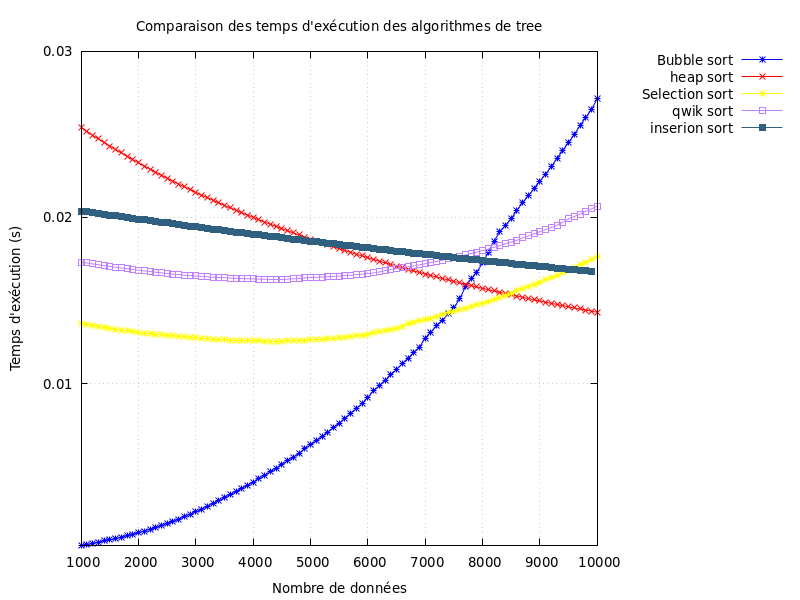 Comparaison des temps d'exécution des algorithmes de tree
Bubble sort
heap sort
Selection sort
qwik sort
inserion sort
0.03
0.02
0.01
Temps d'exécution (s)
1000 2000 3000 4000 5000 6000 7000 8000 9000 10000
Nombre de données